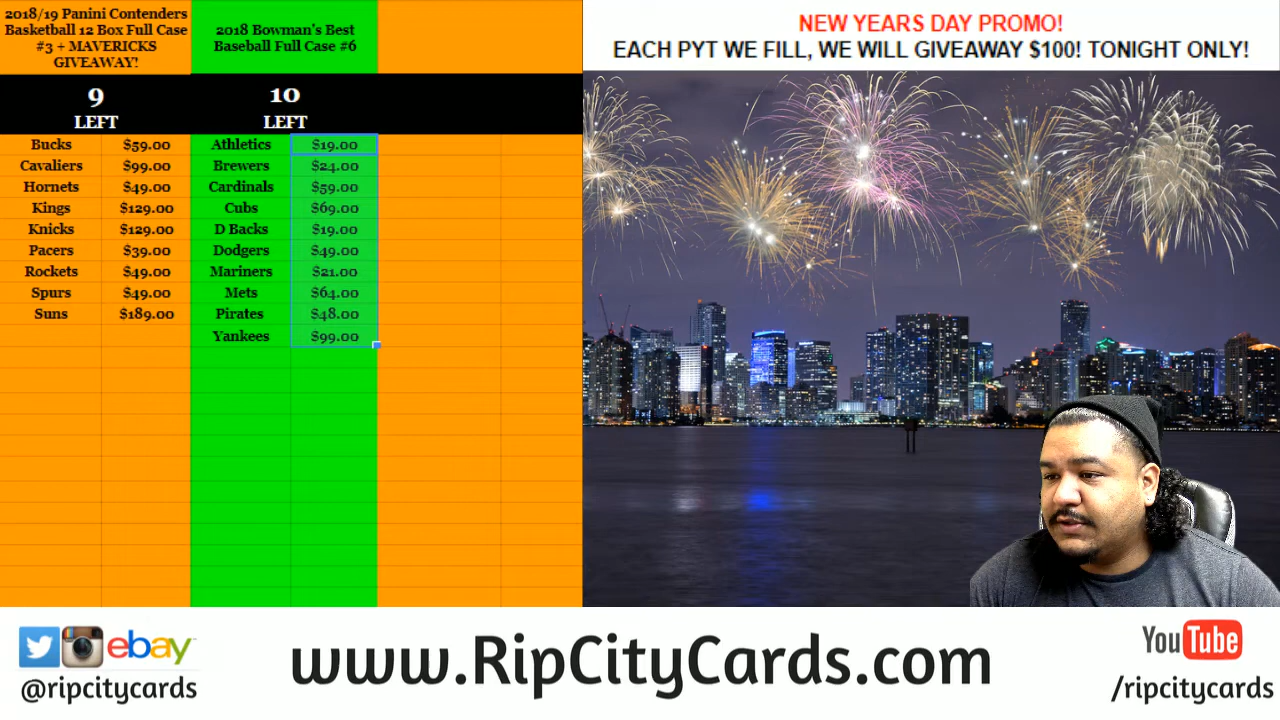 2018/19 Panini Contenders
Basketball 12 Box Full Case
#3 + MAVERICKS
GIVEAWAY!
2018 Bowman's Best
Baseball Full Case #6
9
LEFT
10
LEFT
Bucks $59.00 Athletics $19.00
Cavaliers $99.00 Brewers $24.00
Hornets $49.00 Cardinals $59.00
Kings $129.00 Cubs $69.00
Knicks $129.00 D Backs $19.00
Pacers $39.00 Dodgers $49.00
Rockets $49.00 Mariners $21.00
Spurs $49.00 Mets $64.00
Suns $189.00 Pirates $48.00
Yankees $99.00
NEW YEARS DAY PROMO!
EACH PYT WE FILL, WE WILL GIVEAWAY $100! TONIGHT ONLY!
ebay
@ripcitycards
www.RipCityCards.com
YouTube
/ripcitycards